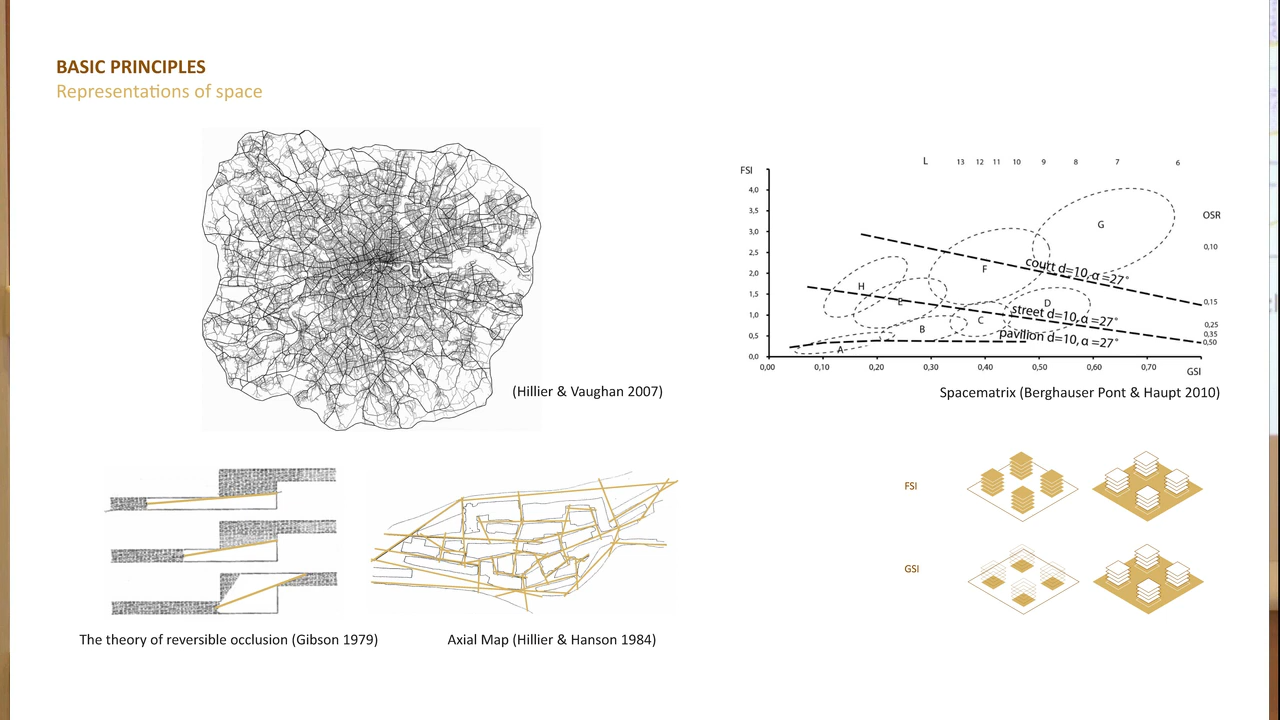 BASIC PRINCIPLES
Representations of space
(Hillier & Vaughan 2007)
L 13 12 11 10 9 8 7 6
FSI
OSR
4,0
3,5
3,0
2,5
2,0
1,5
1,0
0,5
0,0
0,10
0,15
0,25
0,35
0,50
G
F
H
E
D
C
B
A
court d=10, α =27°
street d=10, α =27°
pavilion d=10, α =27°
0,00 0,10 0,20 0,30 0,40 0,50 0,60 0,70 GSI
Spacematrix (Berghauser Pont & Haupt 2010)
FSI
GSI
The theory of reversible occlusion (Gibson 1979)
Axial Map (Hillier & Hanson 1984)